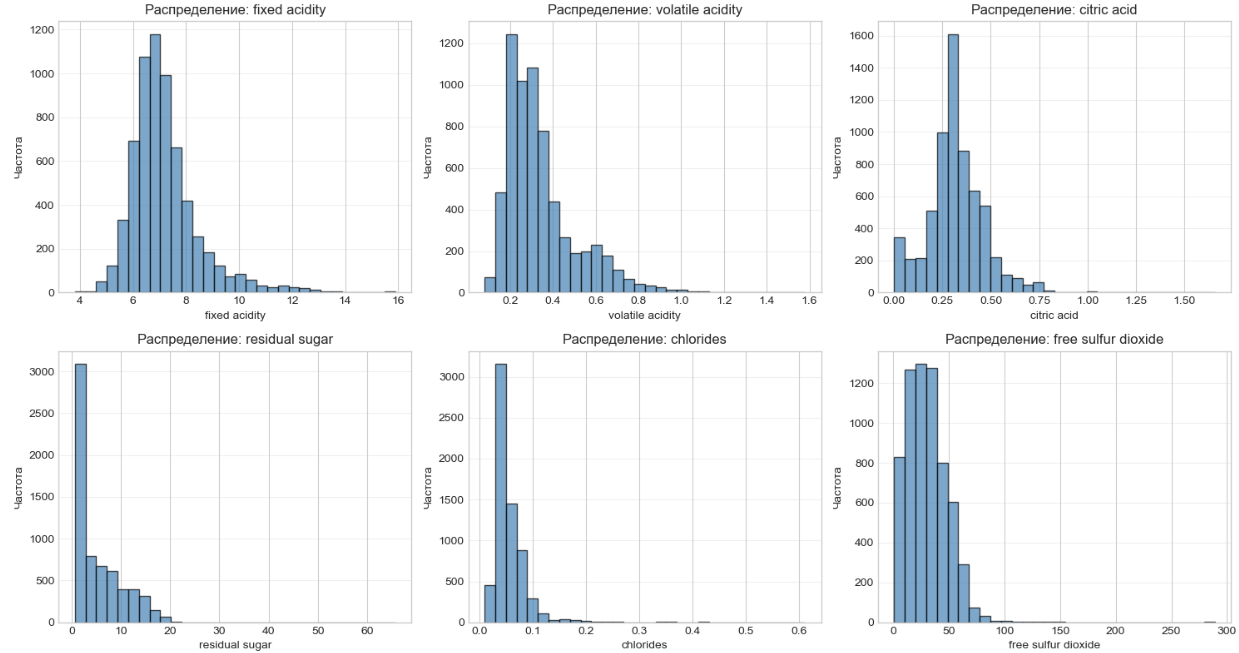 Распределение: fixed acidity
1200
1000
800
600
400
200
0
Частота
4 6 8 10 12 14 16
fixed acidity
Распределение: volatile acidity
1200
1000
800
600
400
200
0
Частота
0.2 0.4 0.6 0.8 1.0 1.2 1.4 1.6
volatile acidity
Распределение: citric acid
1600
1400
1200
1000
800
600
400
200
0
Частота
0.00 0.25 0.50 0.75 1.00 1.25 1.50
citric acid
Распределение: residual sugar
3000
2500
2000
1500
1000
500
0
Частота
0 10 20 30 40 50 60
residual sugar
Распределение: chlorides
3000
2500
2000
1500
1000
500
0
Частота
0.0 0.1 0.2 0.3 0.4 0.5 0.6
chlorides
Распределение: free sulfur dioxide
1200
1000
800
600
400
200
0
Частота
0 50 100 150 200 250 300
free sulfur dioxide